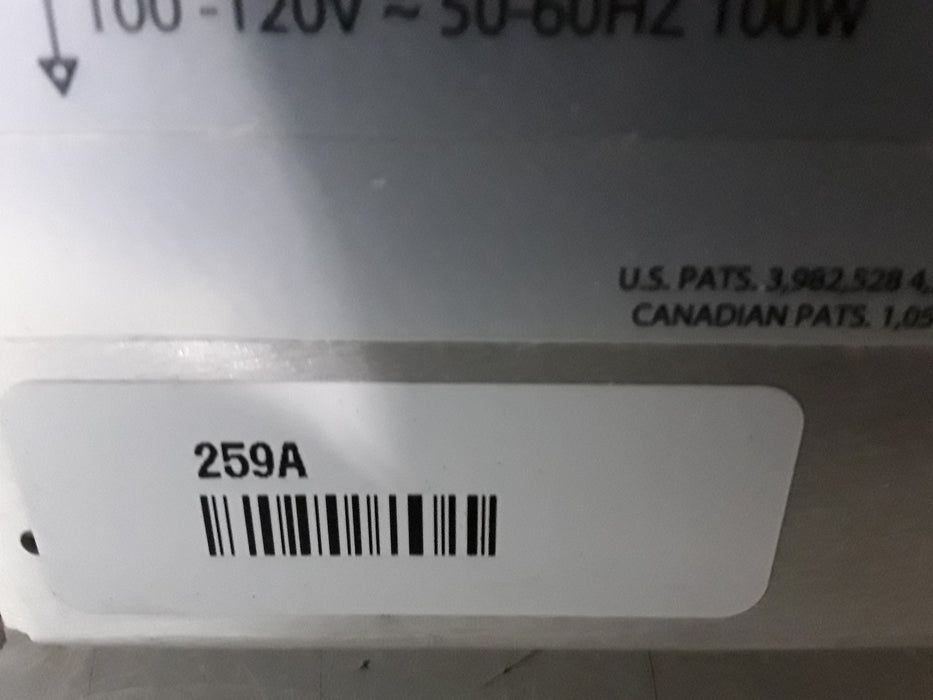 100-120V ~ 50-60HZ 100W
U.S. PATS. 3,982,528 4,
CANADIAN PATS. 1,05
259A